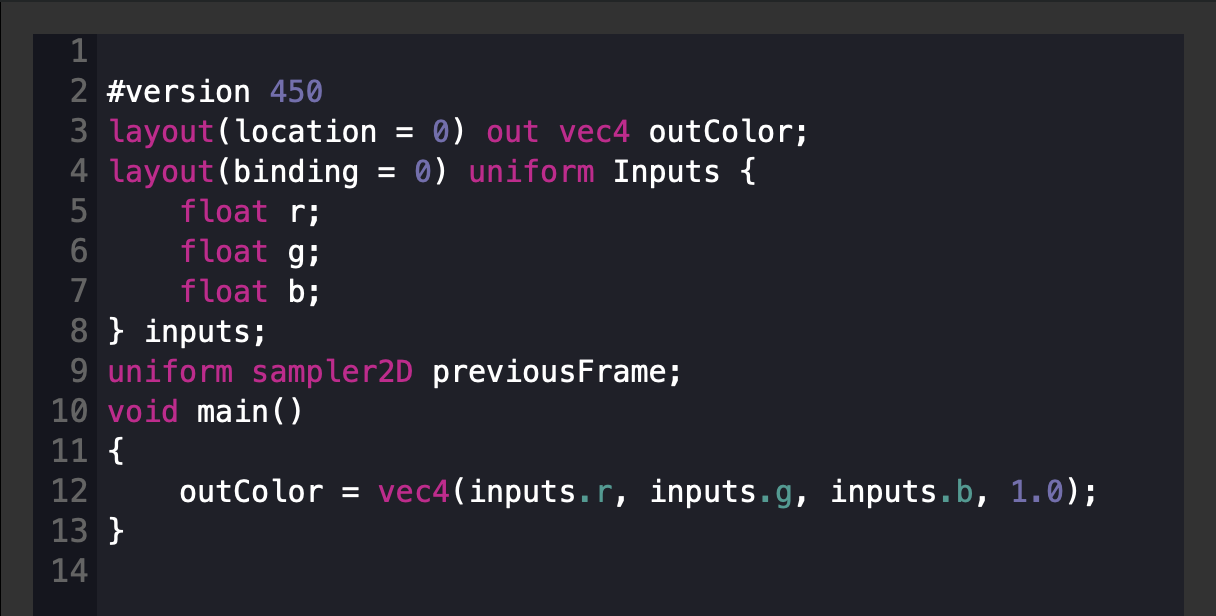 1
2 #version 450
3 layout(location = 0) out vec4 outColor;
4 layout(binding = 0) uniform Inputs {
5     float r;
6     float g;
7     float b;
8 } inputs;
9 uniform sampler2D previousFrame;
10 void main()
11 {
12     outColor = vec4(inputs.r, inputs.g, inputs.b, 1.0);
13 }
14